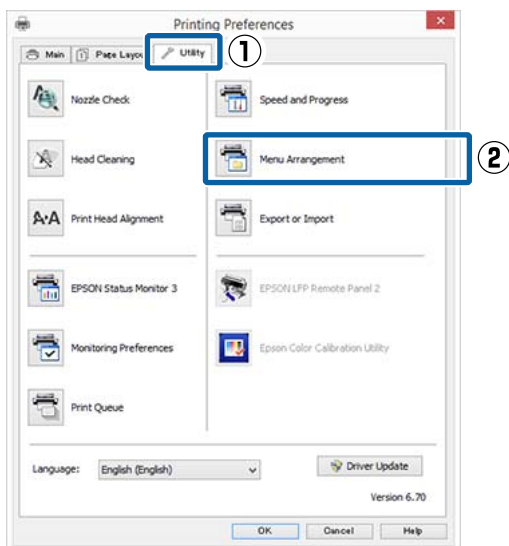 Printing Preferences
Main
Page Layou
Utility
①
Nozzle Check
Speed and Progress
Head Cleaning
Menu Arrangement
②
Print Head Alignment
Export or Import
EPSON Status Monitor 3
EPSON LFP Remote Panel 2
Monitoring Preferences
Epson Color Calibration Utility
Print Queue
Language:
English (English)
Driver Update
Version 6.70
OK
Cancel
Help